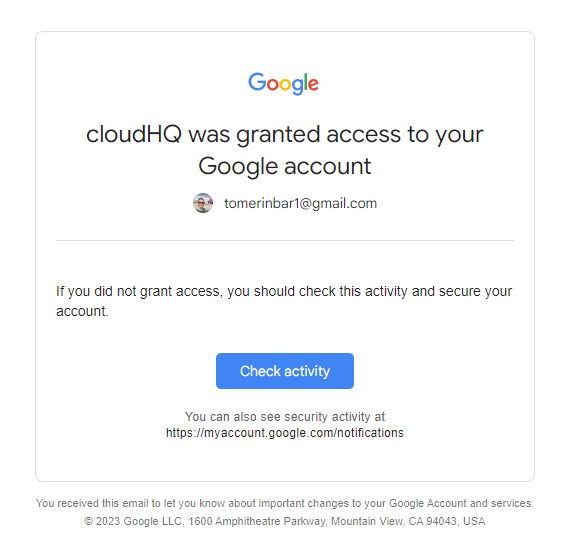 Google
cloudHQ was granted access to your
Google account
tomerinbar1@gmail.com
If you did not grant access, you should check this activity and secure your
account.
Check activity
You can also see security activity at
https://myaccount.google.com/notifications
You received this email to let you know about important changes to your Google Account and services.
© 2023 Google LLC, 1600 Amphitheatre Parkway, Mountain View, CA 94043, USA